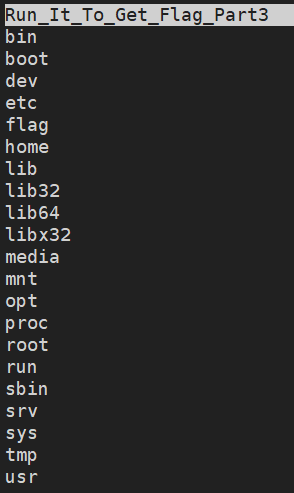 Run_It_To_Get_Flag_Part3
bin
boot
dev
etc
flag
home
lib
lib32
lib64
libx32
media
mnt
opt
proc
root
run
sbin
srv
sys
tmp
usr